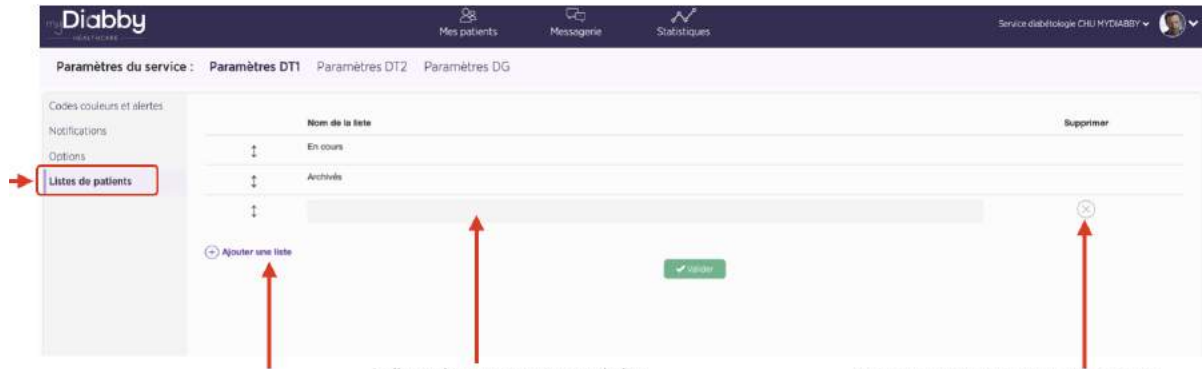 myDiabby
HEALTHCARE
Mes patients
Messagerie
Statistiques
Service diabétologie CHU MYDIABBY
Paramètres du service : Paramètres DT1 Paramètres DT2 Paramètres DG
Codes couleurs et alertes
Notifications
Options
Listes de patients
Nom de la liste
Supprimer
En cours
Archivés
Ajouter une liste
Valider